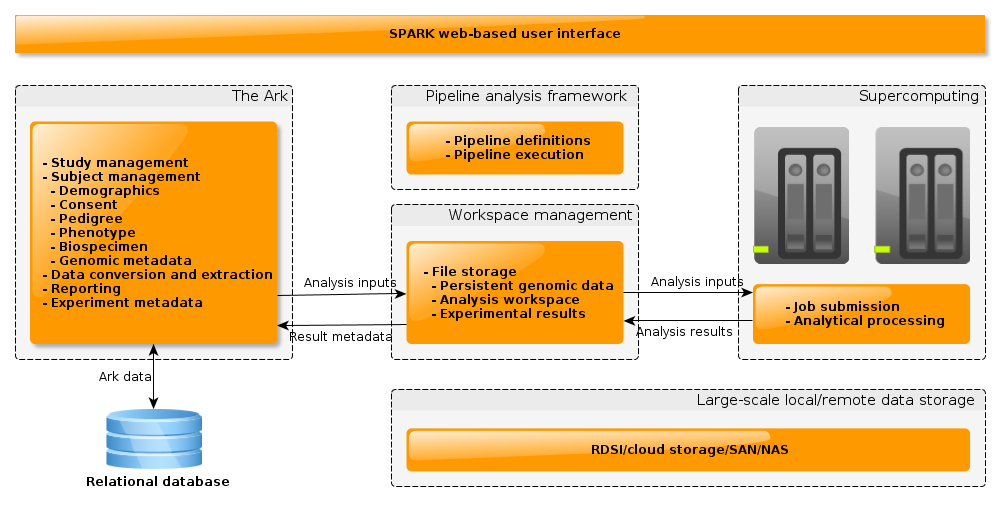 SPARK web-based user interface
The Ark
- Study management
- Subject management
- Demographics
- Consent
- Pedigree
- Phenotype
- Biospecimen
- Genomic metadata
- Data conversion and extraction
- Reporting
- Experiment metadata
Pipeline analysis framework
- Pipeline definitions
- Pipeline execution
Workspace management
- File storage
- Persistent genomic data
- Analysis workspace
- Experimental results
Supercomputing
- Job submission
- Analytical processing
Analysis inputs
Result metadata
Analysis inputs
Analysis results
Ark data
Relational database
Large-scale local/remote data storage
RDSI/cloud storage/SAN/NAS